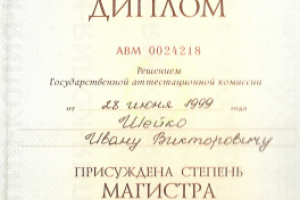 ДИПЛОМ
АВМ 0024218
Решением
Государственной аттестационной комиссии
от 28 июня 1999 года
Шейко
Ивану Викторовичу
ПРИСУЖДЕНА СТЕПЕНЬ
МАГИСТРА